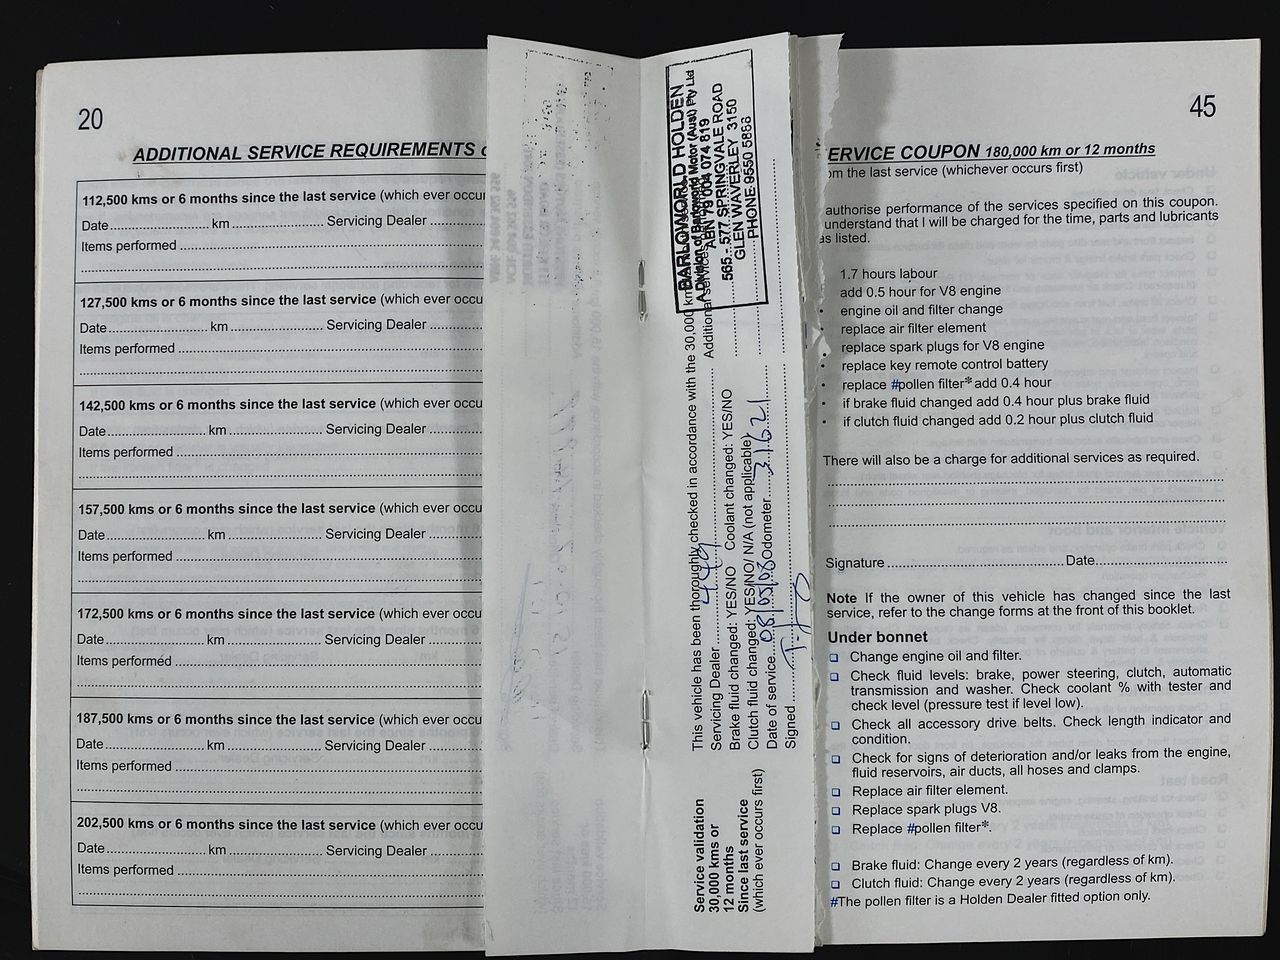 20
ADDITIONAL SERVICE REQUIREMENTS
112,500 kms or 6 months since the last service (which ever occur
Date.............................km............................ Servicing Dealer
Items performed
127,500 kms or 6 months since the last service (which ever occu
Date.............................km............................ Servicing Dealer
Items performed
142,500 kms or 6 months since the last service (which ever occu
Date.............................km............................ Servicing Dealer
Items performed
157,500 kms or 6 months since the last service (which ever occu
Date.............................km............................ Servicing Dealer
Items performed
172,500 kms or 6 months since the last service (which ever occu
Date.............................km............................ Servicing Dealer
Items performed
187,500 kms or 6 months since the last service (which ever occu
Date.............................km............................ Servicing Dealer
Items performed
202,500 kms or 6 months since the last service (which ever occu
Date.............................km............................ Servicing Dealer
Items performed
BARLOWORLD HOLDEN
A Division of Barloworld Motor (Aust) Pty Ltd
ABN 79 004 074 819
565 - 577 SPRINGVALE ROAD
GLEN WAVERLEY 3150
PHONE 9550 5888
Service validation
30,000 kms or
12 months
Since last service
(which ever occurs first)
This vehicle has been thoroughly checked in accordance with the 30,000 km
Servicing Dealer............ Additional services
Brake fluid changed: YES/NO Coolant changed: YES/NO
Clutch fluid changed: YES/NO/ N/A (not applicable)
Date of service....08/05/08 Odometer....31621
Signed
45
ERVICE COUPON 180,000 km or 12 months
om the last service (whichever occurs first)
authorise performance of the services specified on this coupon.
understand that I will be charged for the time, parts and lubricants
as listed.
1.7 hours labour
add 0.5 hour for V8 engine
• engine oil and filter change
• replace air filter element
• replace spark plugs for V8 engine
• replace key remote control battery
• replace #pollen filter* add 0.4 hour
• if brake fluid changed add 0.4 hour plus brake fluid
• if clutch fluid changed add 0.2 hour plus clutch fluid
There will also be a charge for additional services as required.
Signature ............................................Date.................................
Note If the owner of this vehicle has changed since the last
service, refer to the change forms at the front of this booklet.
Under bonnet
❑ Change engine oil and filter.
❑ Check fluid levels: brake, power steering, clutch, automatic
transmission and washer. Check coolant % with tester and
check level (pressure test if level low).
❑ Check all accessory drive belts. Check length indicator and
condition.
❑ Check for signs of deterioration and/or leaks from the engine,
fluid reservoirs, air ducts, all hoses and clamps.
❑ Replace air filter element.
❑ Replace spark plugs V8.
❑ Replace #pollen filter*.
❑ Brake fluid: Change every 2 years (regardless of km).
❑ Clutch fluid: Change every 2 years (regardless of km).
#The pollen filter is a Holden Dealer fitted option only.